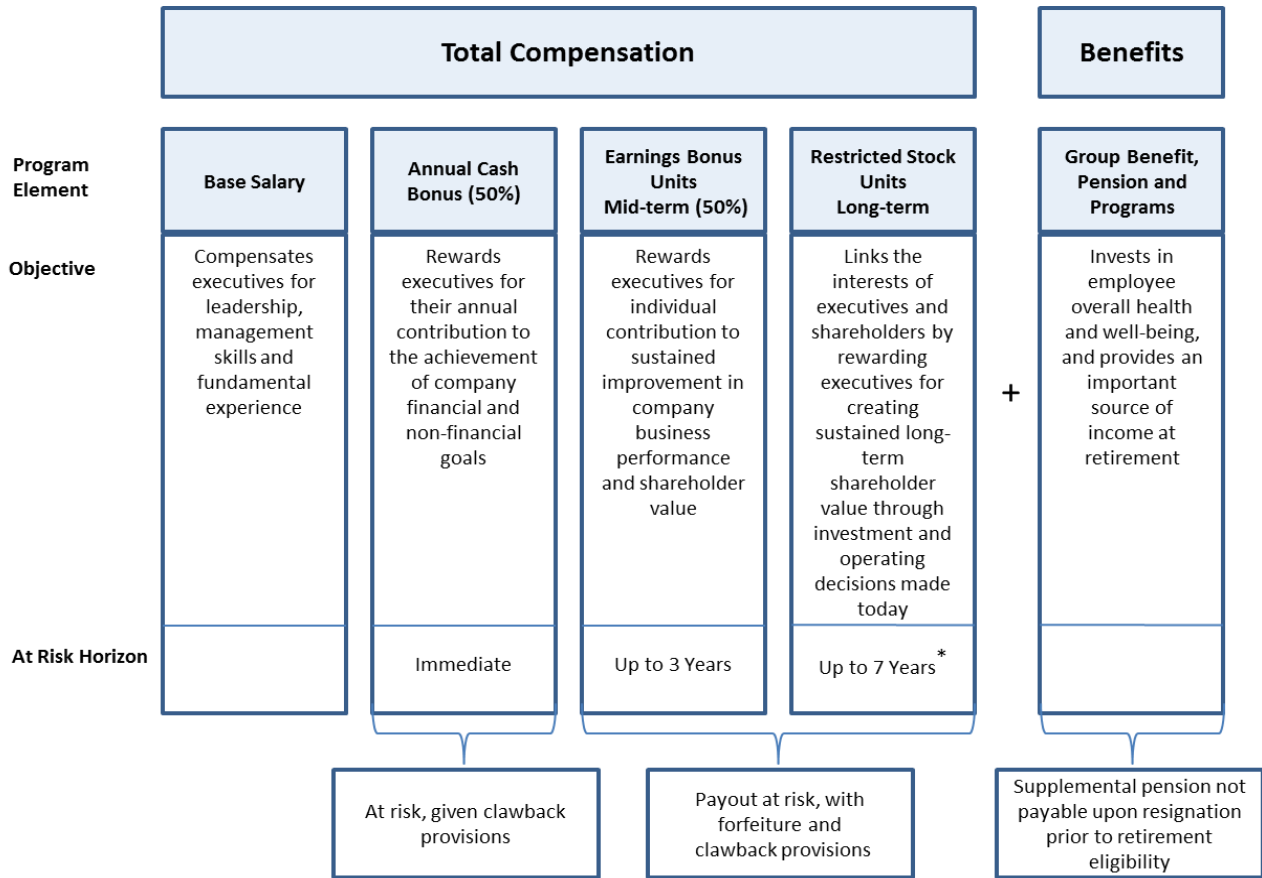 Total Compensation
Benefits
Program
Element
Base Salary
Annual Cash
Bonus (50%)
Earnings Bonus
Units
Mid-term (50%)
Restricted Stock
Units
Long-term
Group Benefit,
Pension and
Programs
Objective
Compensates
executives for
leadership,
management
skills and
fundamental
experience
Rewards
executives for
their annual
contribution to
the achievement
of company
financial and
non-financial
goals
Rewards
executives for
individual
contribution to
sustained
improvement in
company
business
performance
and shareholder
value
Links the
interests of
executives and
shareholders by
rewarding
executives for
creating
sustained long-
term
shareholder
value through
investment and
operating
decisions made
today
+
Invests in
employee
overall health
and well-being,
and provides an
important
source of
income at
retirement
At Risk Horizon
Immediate
Up to 3 Years
Up to 7 Years*
At risk, given clawback
provisions
Payout at risk, with
forfeiture and
clawback provisions
Supplemental pension not
payable upon resignation
prior to retirement
eligibility